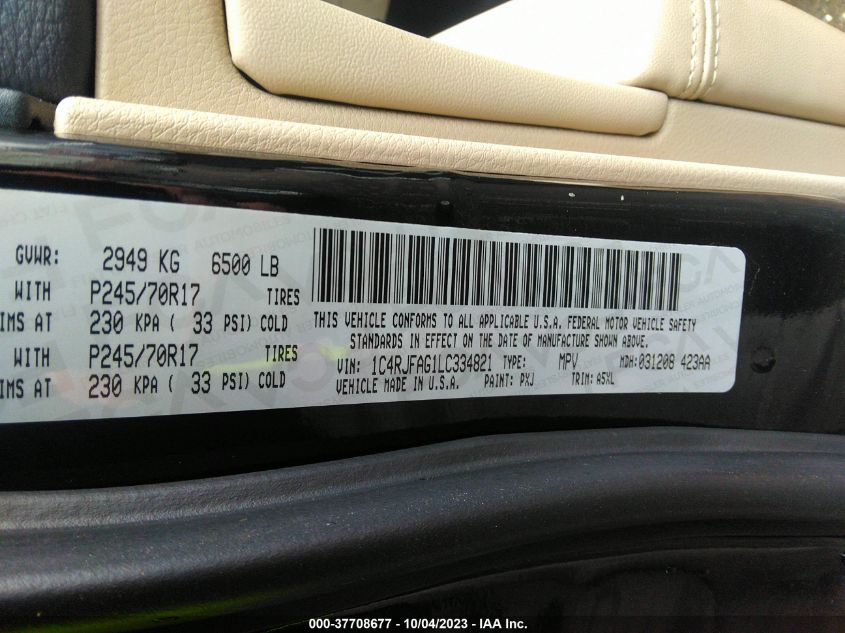 GVWR: 2949 KG 6500 LB
WITH P245/70R17 TIRES
IMS AT 230 KPA ( 33 PSI) COLD
WITH P245/70R17 TIRES
IMS AT 230 KPA ( 33 PSI) COLD
THIS VEHICLE CONFORMS TO ALL APPLICABLE U.S.A. FEDERAL MOTOR VEHICLE SAFETY
STANDARDS IN EFFECT ON THE DATE OF MANUFACTURE SHOWN ABOVE.
VIN: 1C4RJFAG1LC334821 TYPE: MPV MDH: 031208 423AA
VEHICLE MADE IN U.S.A. PAINT: PXJ TRIM: A5XL
000-37708677 - 10/04/2023 - IAA Inc.